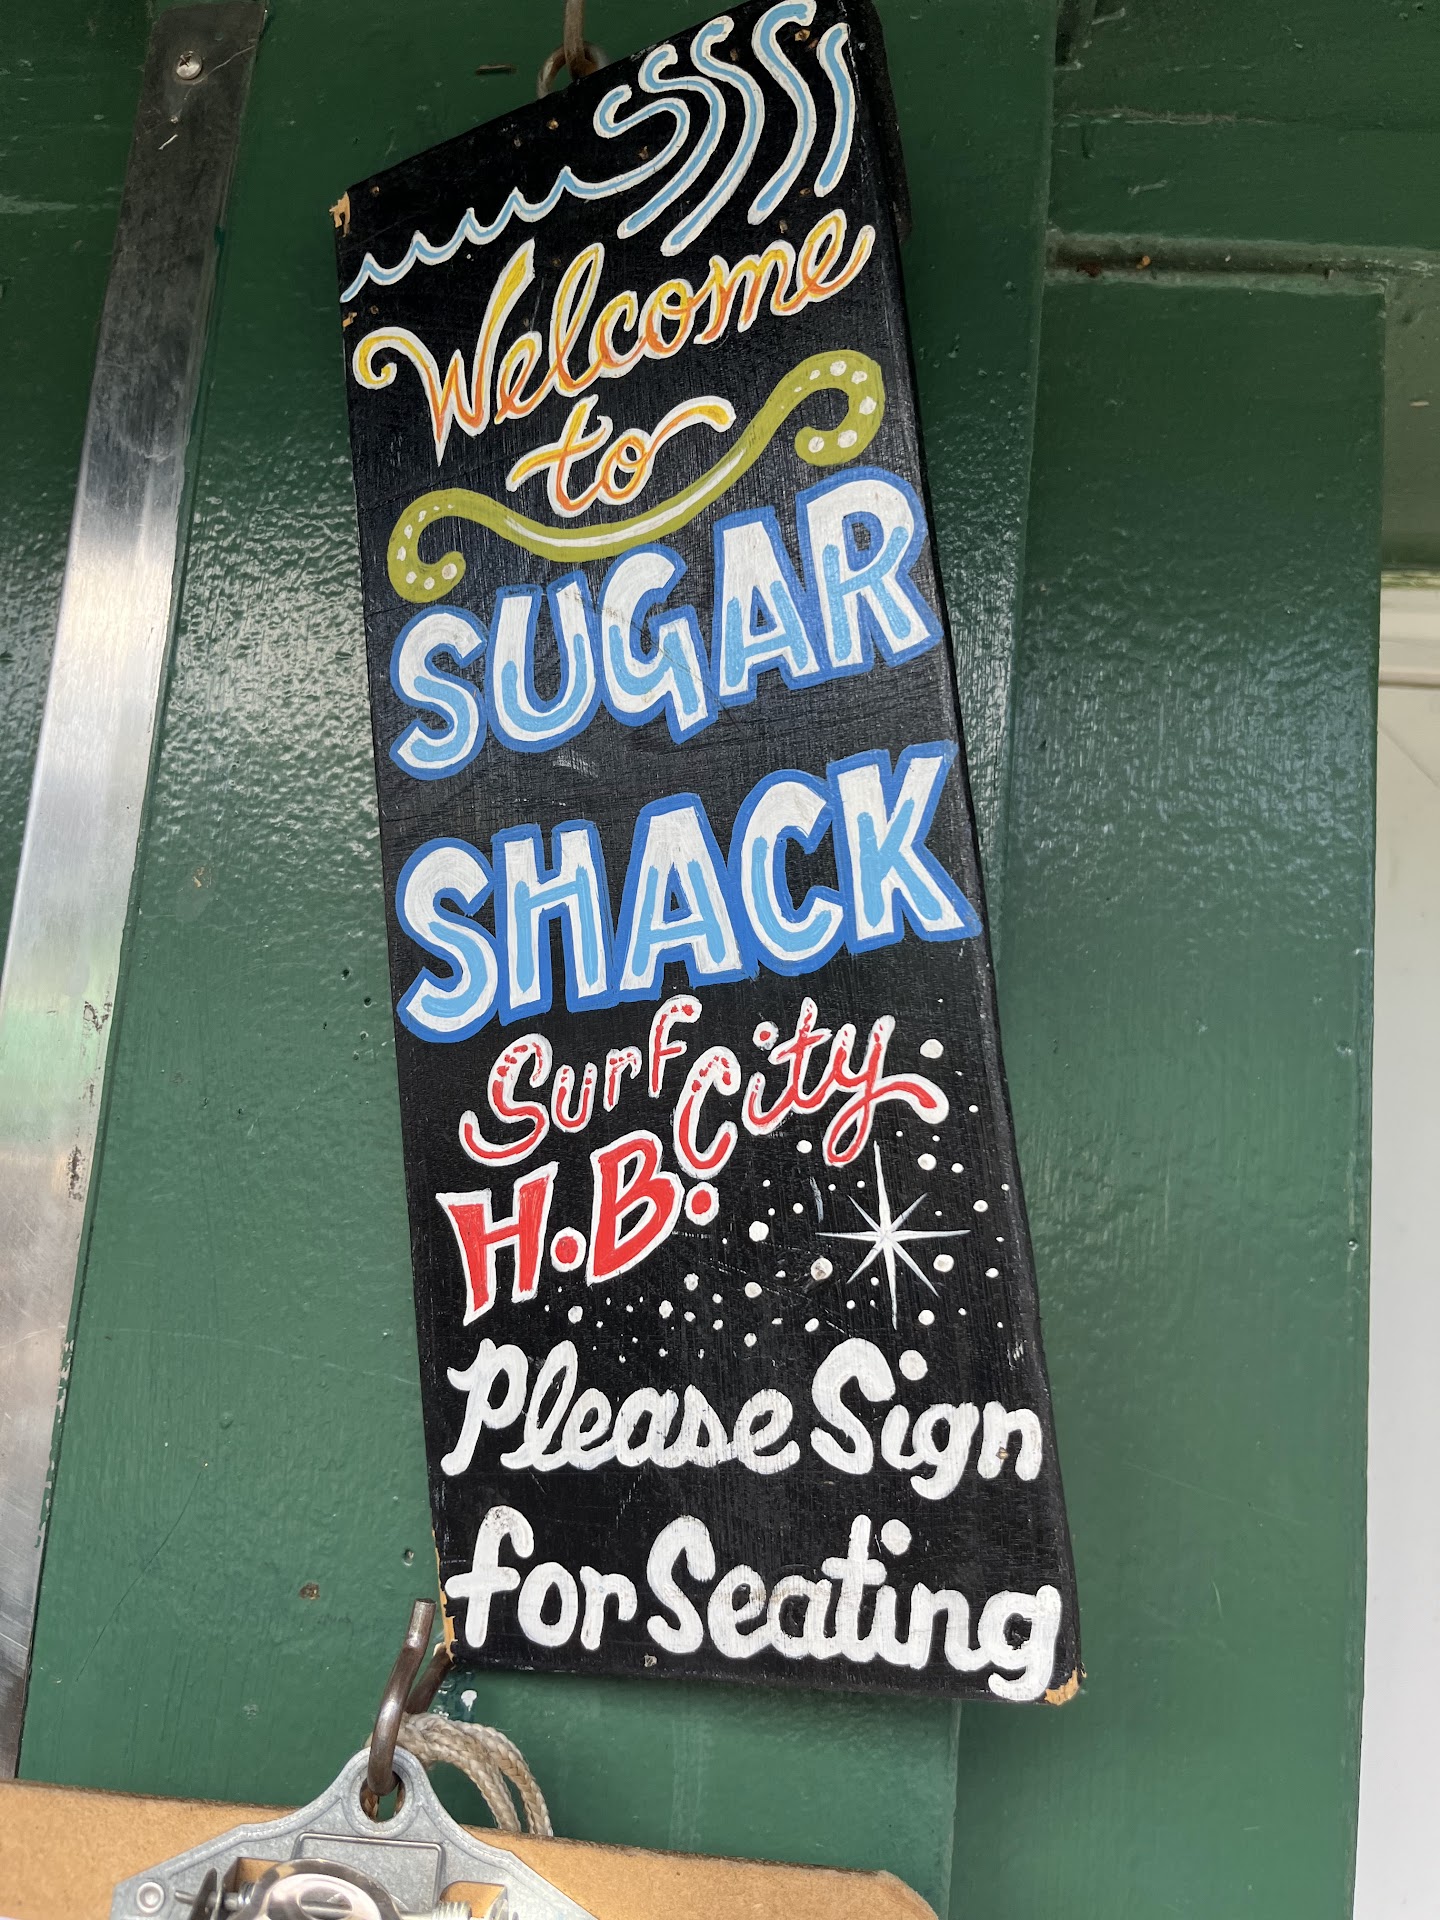 Welcome
to
SUGAR
SHACK
Surf City
H.B.
Please Sign
for Seating